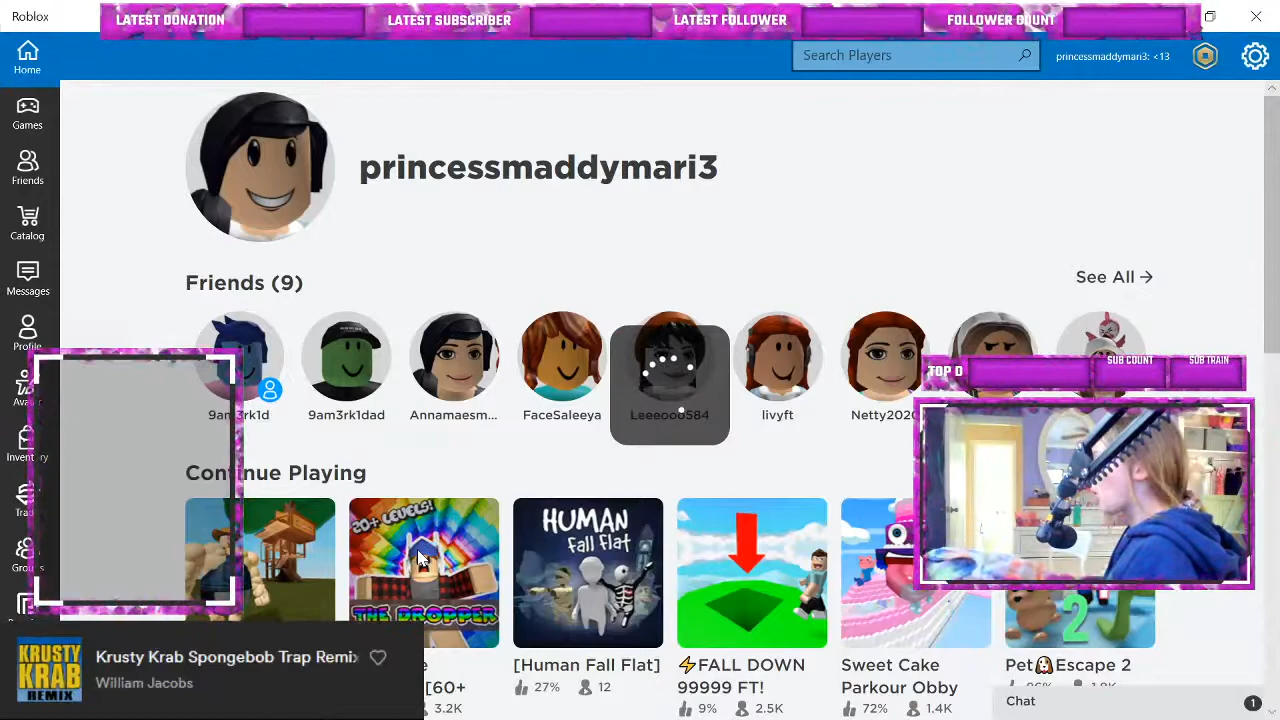 Roblox
LATEST DONATION
LATEST SUBSCRIBER
LATEST FOLLOWER
FOLLOWER COUNT
Home
Search Players
princessmaddymari3: <13
Games
Friends
Catalog
Messages
Profile
princessmaddymari3
Friends (9)
See All
9am3rk1d
9am3rk1dad
Annamaesm...
FaceSaleeya
Leeeooo584
livyft
Netty2020
TOP D
SUB COUNT
SUB TRAIN
Inventory
Continue Playing
20+ LEVELS!
THE DROPPER
HUMAN
fall flat
2
[60+
3.2K
[Human Fall Flat]
27%
12
⚡FALL DOWN
99999 FT!
9%
2.5K
Sweet Cake
Parkour Obby
72%
1.4K
Pet🐶Escape 2
KRUSTY
KRAB
REMIX
Krusty Krab Spongebob Trap Remix
William Jacobs
Chat
1